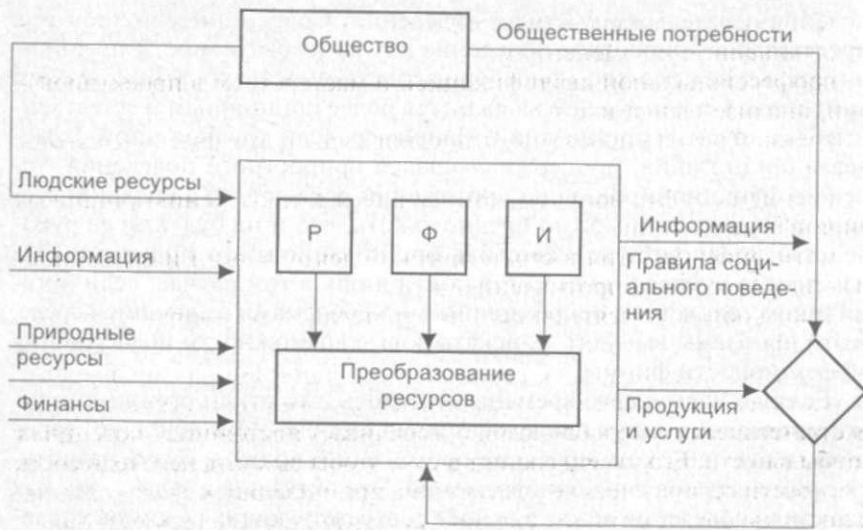 Общество
Общественные потребности
Людские ресурсы
Информация
Природные
ресурсы
Финансы
Р
Ф
И
Преобразование
ресурсов
Информация
Правила соци-
ального поведе-
ния
Продукция
и услуги